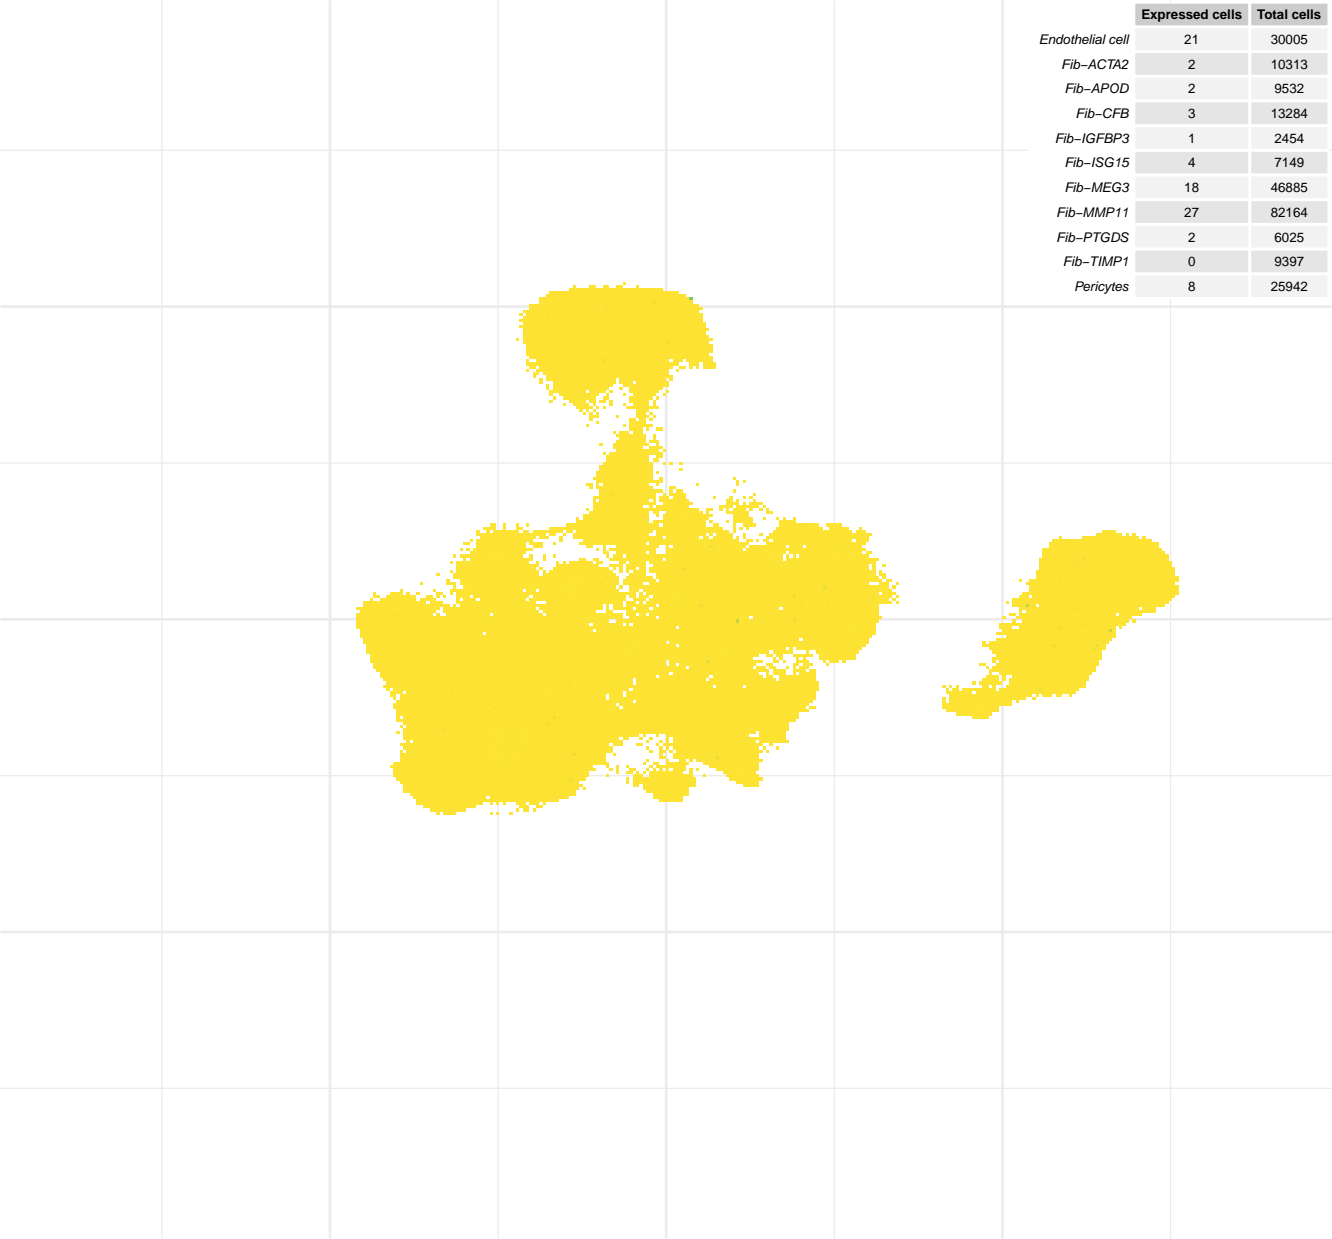 Expressed cells Total cells
Endothelial cell 21 30005
Fib−ACTA2 2 10313
Fib−APOD 2 9532
Fib−CFB 3 13284
Fib−IGFBP3 1 2454
Fib−ISG15 4 7149
Fib−MEG3 18 46885
Fib−MMP11 27 82164
Fib−PTGDS 2 6025
Fib−TIMP1 0 9397
Pericytes 8 25942